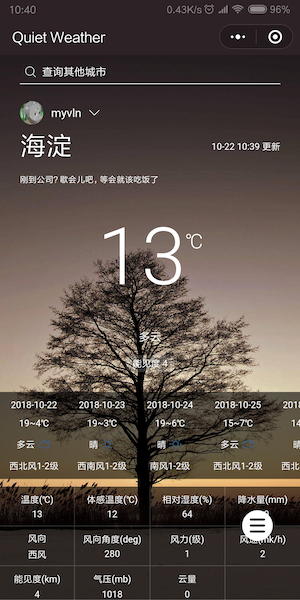 10:40 0.43K/s 96%
Quiet Weather
查询其他城市
myvln
海淀 10-22 10:39 更新
刚到公司? 歇会儿吧，等会就该吃饭了
13℃
多云
能见度 4
2018-10-22 2018-10-23 2018-10-24 2018-10-25 2018
19~4℃ 19~3℃ 19~6℃ 15~7℃
多云 晴 晴 多云
西北风1-2级 西南风1-2级 南风1-2级 西北风1-2级
温度(℃) 体感温度(℃) 相对湿度(%) 降水量(mm)
13 12 64
风向 风向角度(deg) 风力(级)
西风 280 1 2
能见度(km) 气压(mb) 云量
4 1018 0